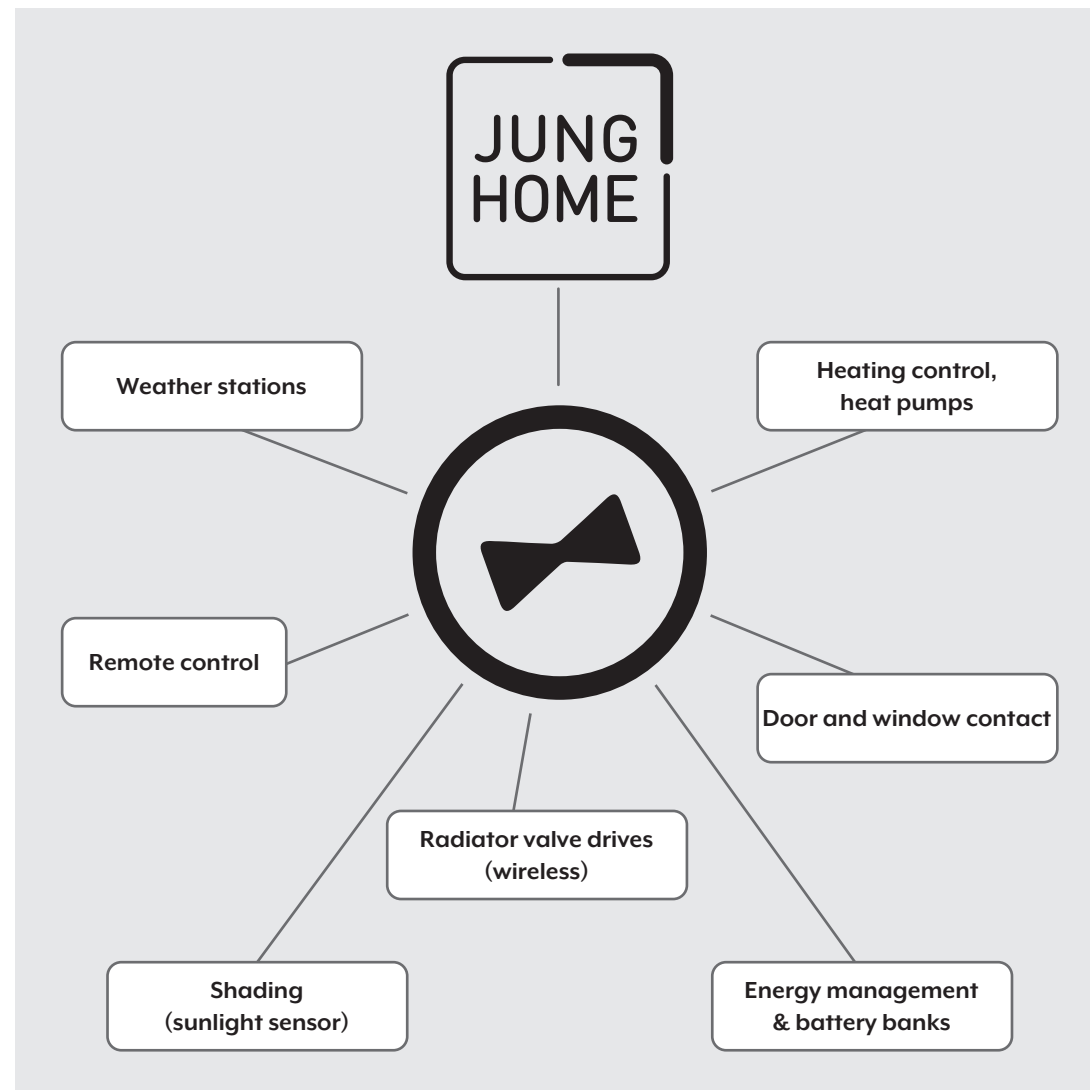 JUNG
HOME
Weather stations
Heating control,
heat pumps
Remote control
Door and window contact
Radiator valve drives
(wireless)
Shading
(sunlight sensor)
Energy management
& battery banks